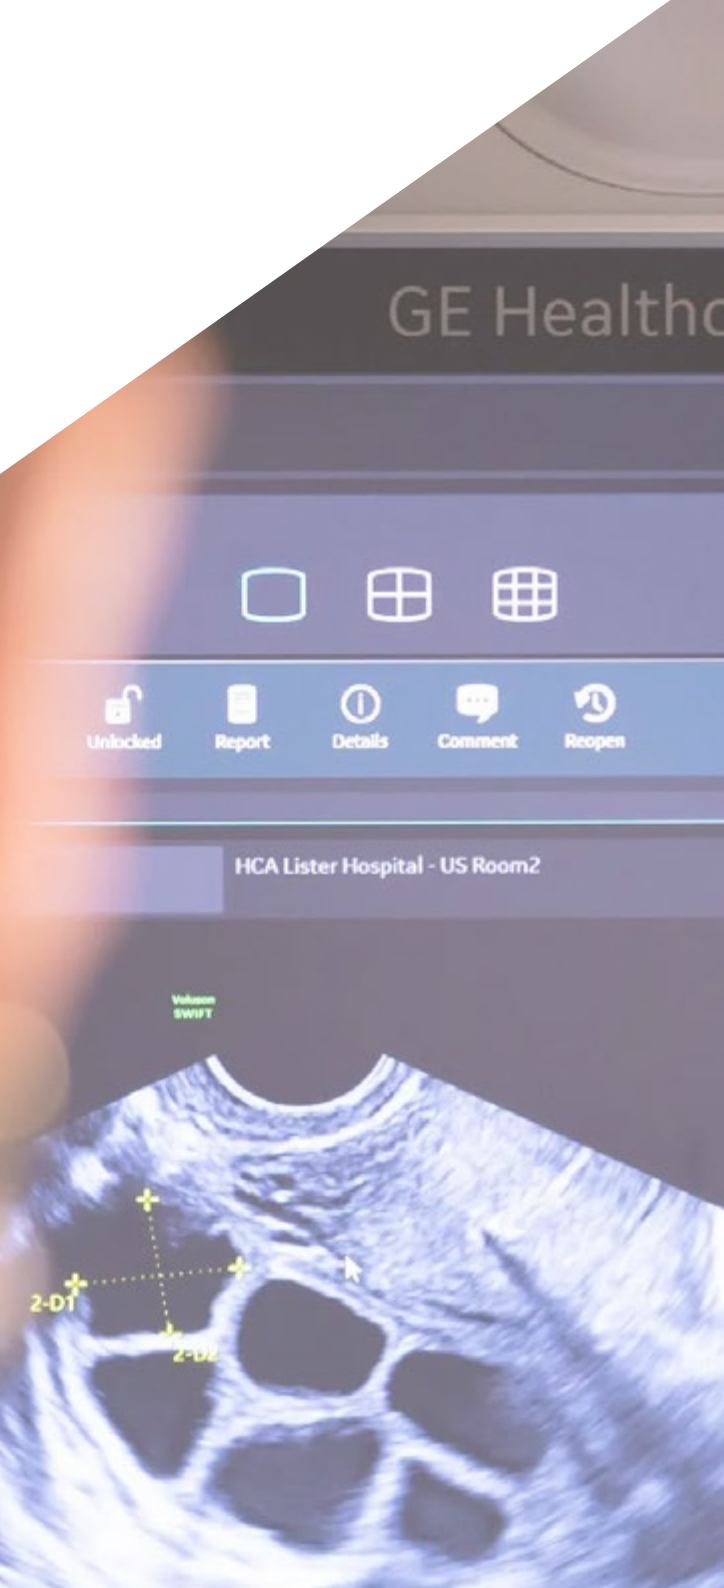 GE Healthc
Unlocked
Report
Details
Comment
Reopen
HCA Lister Hospital - US Room2
Voluson
SWIFT
2-D1
2-D2